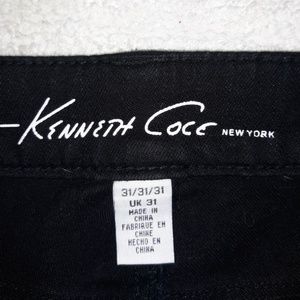 KENNETH COLE NEW YORK
31/31/31
UK 31
MADE IN
CHINA
FABRIQUE EN
CHINE
HECHO EN
CHINA